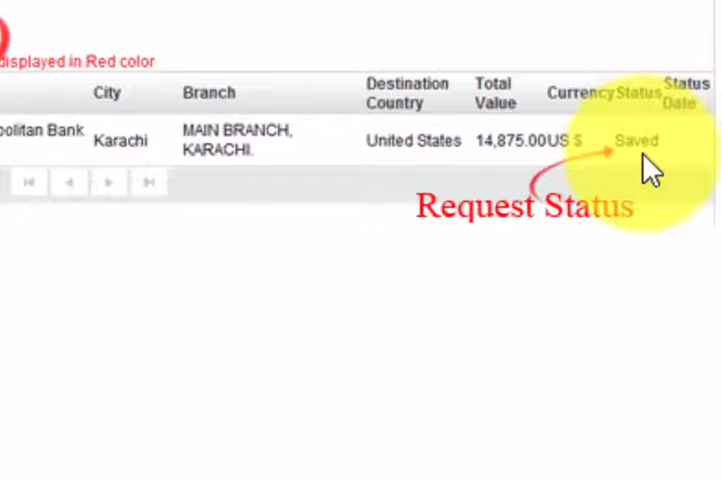 displayed in Red color
City Branch Destination Country Total Value Currency Status Status Date
politan Bank Karachi MAIN BRANCH, KARACHI. United States 14,875.00 US $ Saved
Request Status